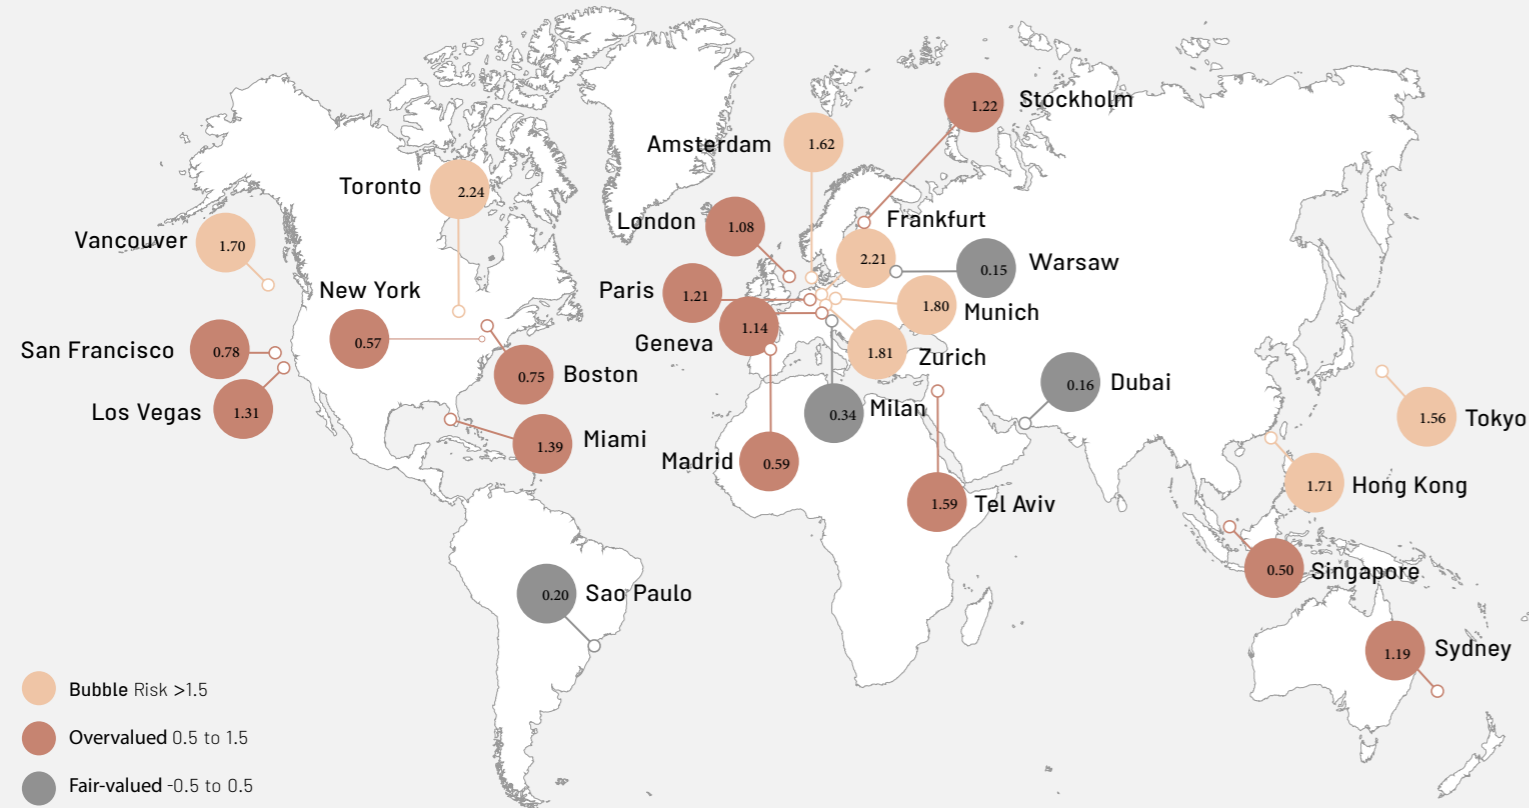 Stockholm
1.22
Amsterdam
1.62
Toronto
2.24
London
1.08
Frankfurt
2.21
Vancouver
1.70
Warsaw
0.15
New York
0.57
Paris
1.21
Munich
1.80
Geneva
1.14
Zurich
1.81
San Francisco
0.78
Boston
0.75
Dubai
0.16
Los Vegas
1.31
Milan
0.34
Tokyo
1.56
Miami
1.39
Madrid
0.59
Hong Kong
1.71
Tel Aviv
1.59
Singapore
0.50
Sao Paulo
0.20
Sydney
1.19
Bubble Risk >1.5
Overvalued 0.5 to 1.5
Fair-valued -0.5 to 0.5